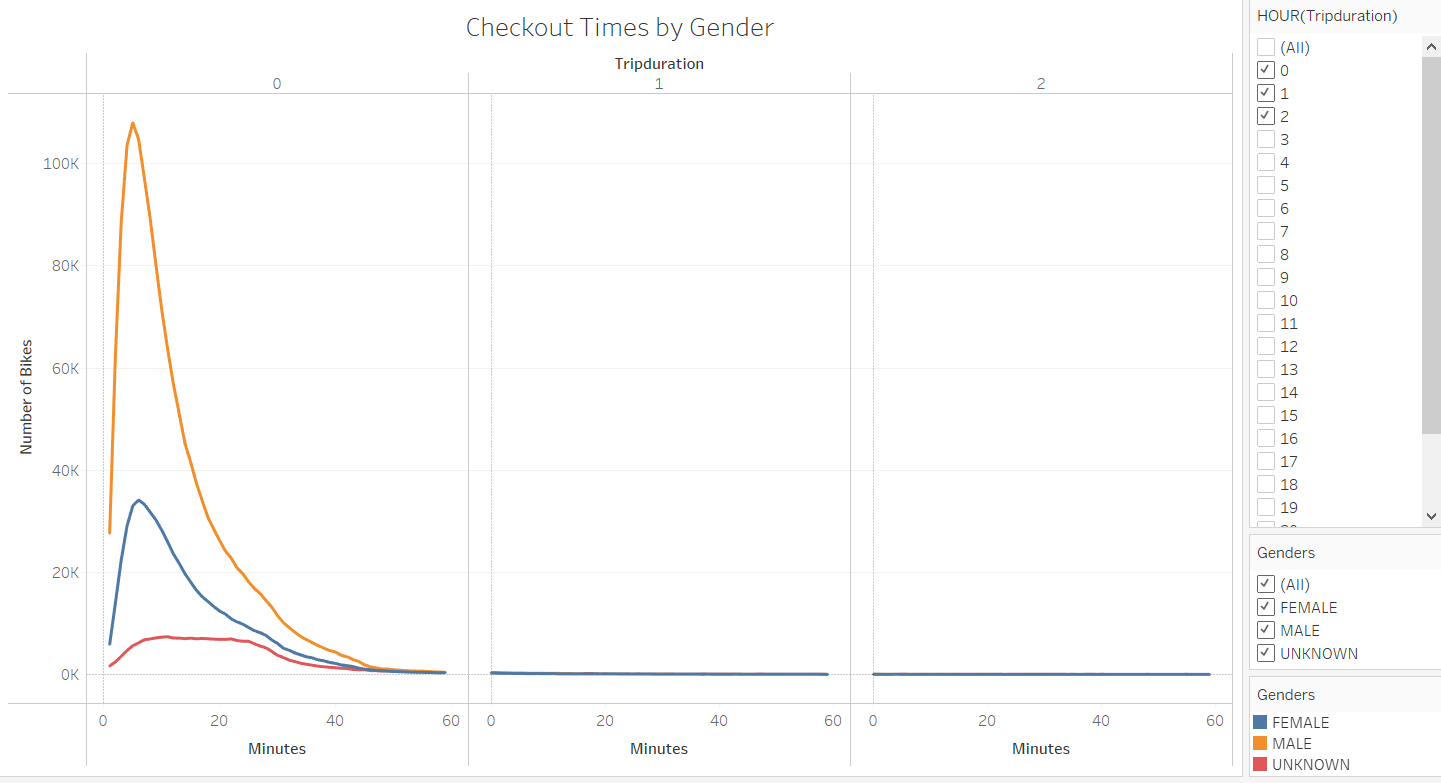 Checkout Times by Gender
Tripduration
0 1 2
100K
80K
60K
40K
20K
0K
Number of Bikes
0 20 40 60 0 20 40 60 0 20 40 60
Minutes Minutes Minutes
HOUR(Tripduration)
(All)
0
1
2
3
4
5
6
7
8
9
10
11
12
13
14
15
16
17
18
19
Genders
(All)
FEMALE
MALE
UNKNOWN
Genders
FEMALE
MALE
UNKNOWN